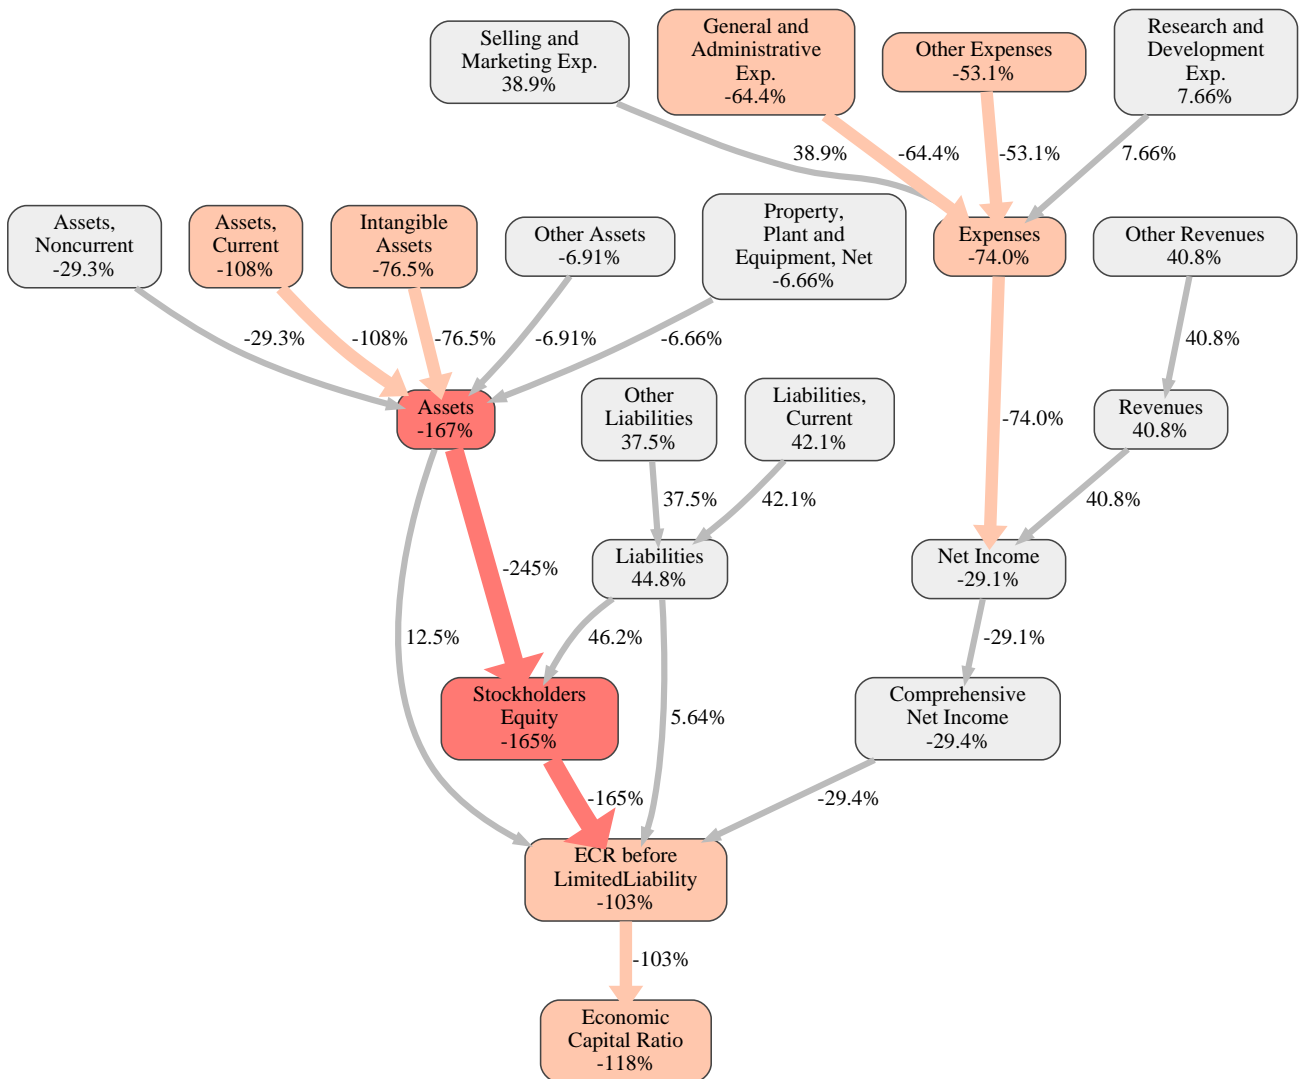 Selling and
Marketing Exp.
38.9%
General and
Administrative
Exp.
-64.4%
Other Expenses
-53.1%
Research and
Development
Exp.
7.66%
38.9%
-64.4%
-53.1%
7.66%
Assets,
Noncurrent
-29.3%
Assets,
Current
-108%
Intangible
Assets
-76.5%
Other Assets
-6.91%
Property,
Plant and
Equipment, Net
-6.66%
Expenses
-74.0%
Other Revenues
40.8%
-29.3%
-108%
-76.5%
-6.91%
-6.66%
-74.0%
40.8%
Assets
-167%
Other
Liabilities
37.5%
Liabilities,
Current
42.1%
Revenues
40.8%
37.5%
42.1%
40.8%
Liabilities
44.8%
Net Income
-29.1%
-245%
12.5%
46.2%
-29.1%
Stockholders
Equity
-165%
5.64%
Comprehensive
Net Income
-29.4%
-165%
-29.4%
ECR before
LimitedLiability
-103%
-103%
Economic
Capital Ratio
-118%